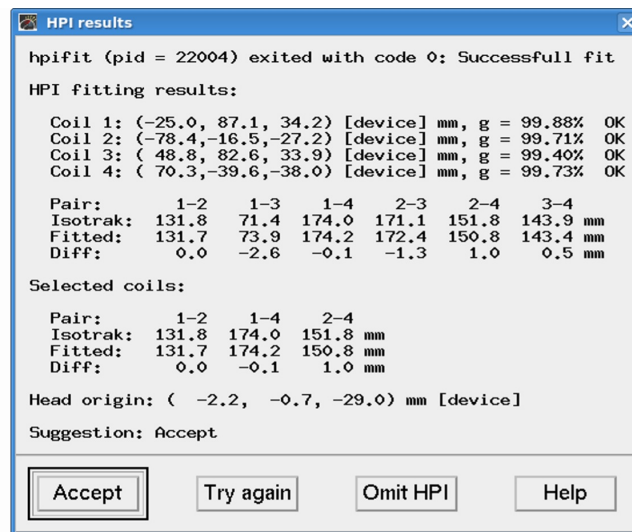 HPI results
hpifit (pid = 22004) exited with code 0: Successfull fit
HPI fitting results:
Coil 1: (-25.0, 87.1, 34.2) [device] mm, g = 99.88% OK
Coil 2: (-78.4,-16.5,-27.2) [device] mm, g = 99.71% OK
Coil 3: ( 48.8, 82.6, 33.9) [device] mm, g = 99.40% OK
Coil 4: ( 70.3,-39.6,-38.0) [device] mm, g = 99.73% OK
Pair: 1-2 1-3 1-4 2-3 2-4 3-4
Isotrak: 131.8 71.4 174.0 171.1 151.8 143.9 mm
Fitted: 131.7 73.9 174.2 172.4 150.8 143.4 mm
Diff: 0.0 -2.6 -0.1 -1.3 1.0 0.5 mm
Selected coils:
Pair: 1-2 1-4 2-4
Isotrak: 131.8 174.0 151.8 mm
Fitted: 131.7 174.2 150.8 mm
Diff: 0.0 -0.1 1.0 mm
Head origin: ( -2.2, -0.7, -29.0) mm [device]
Suggestion: Accept
Accept Try again Omit HPI Help